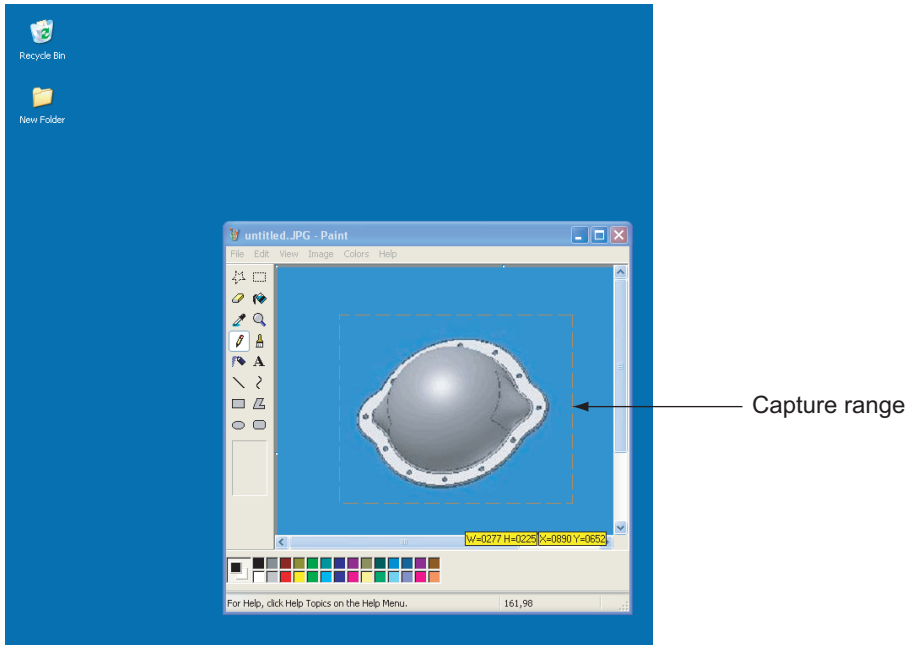 Recycle Bin
New Folder
untitled.JPG - Paint
File Edit View Image Colors Help
A
Capture range
W=0277 H=0225 X=0890 Y=0652
For Help, click Help Topics on the Help Menu.
161,98